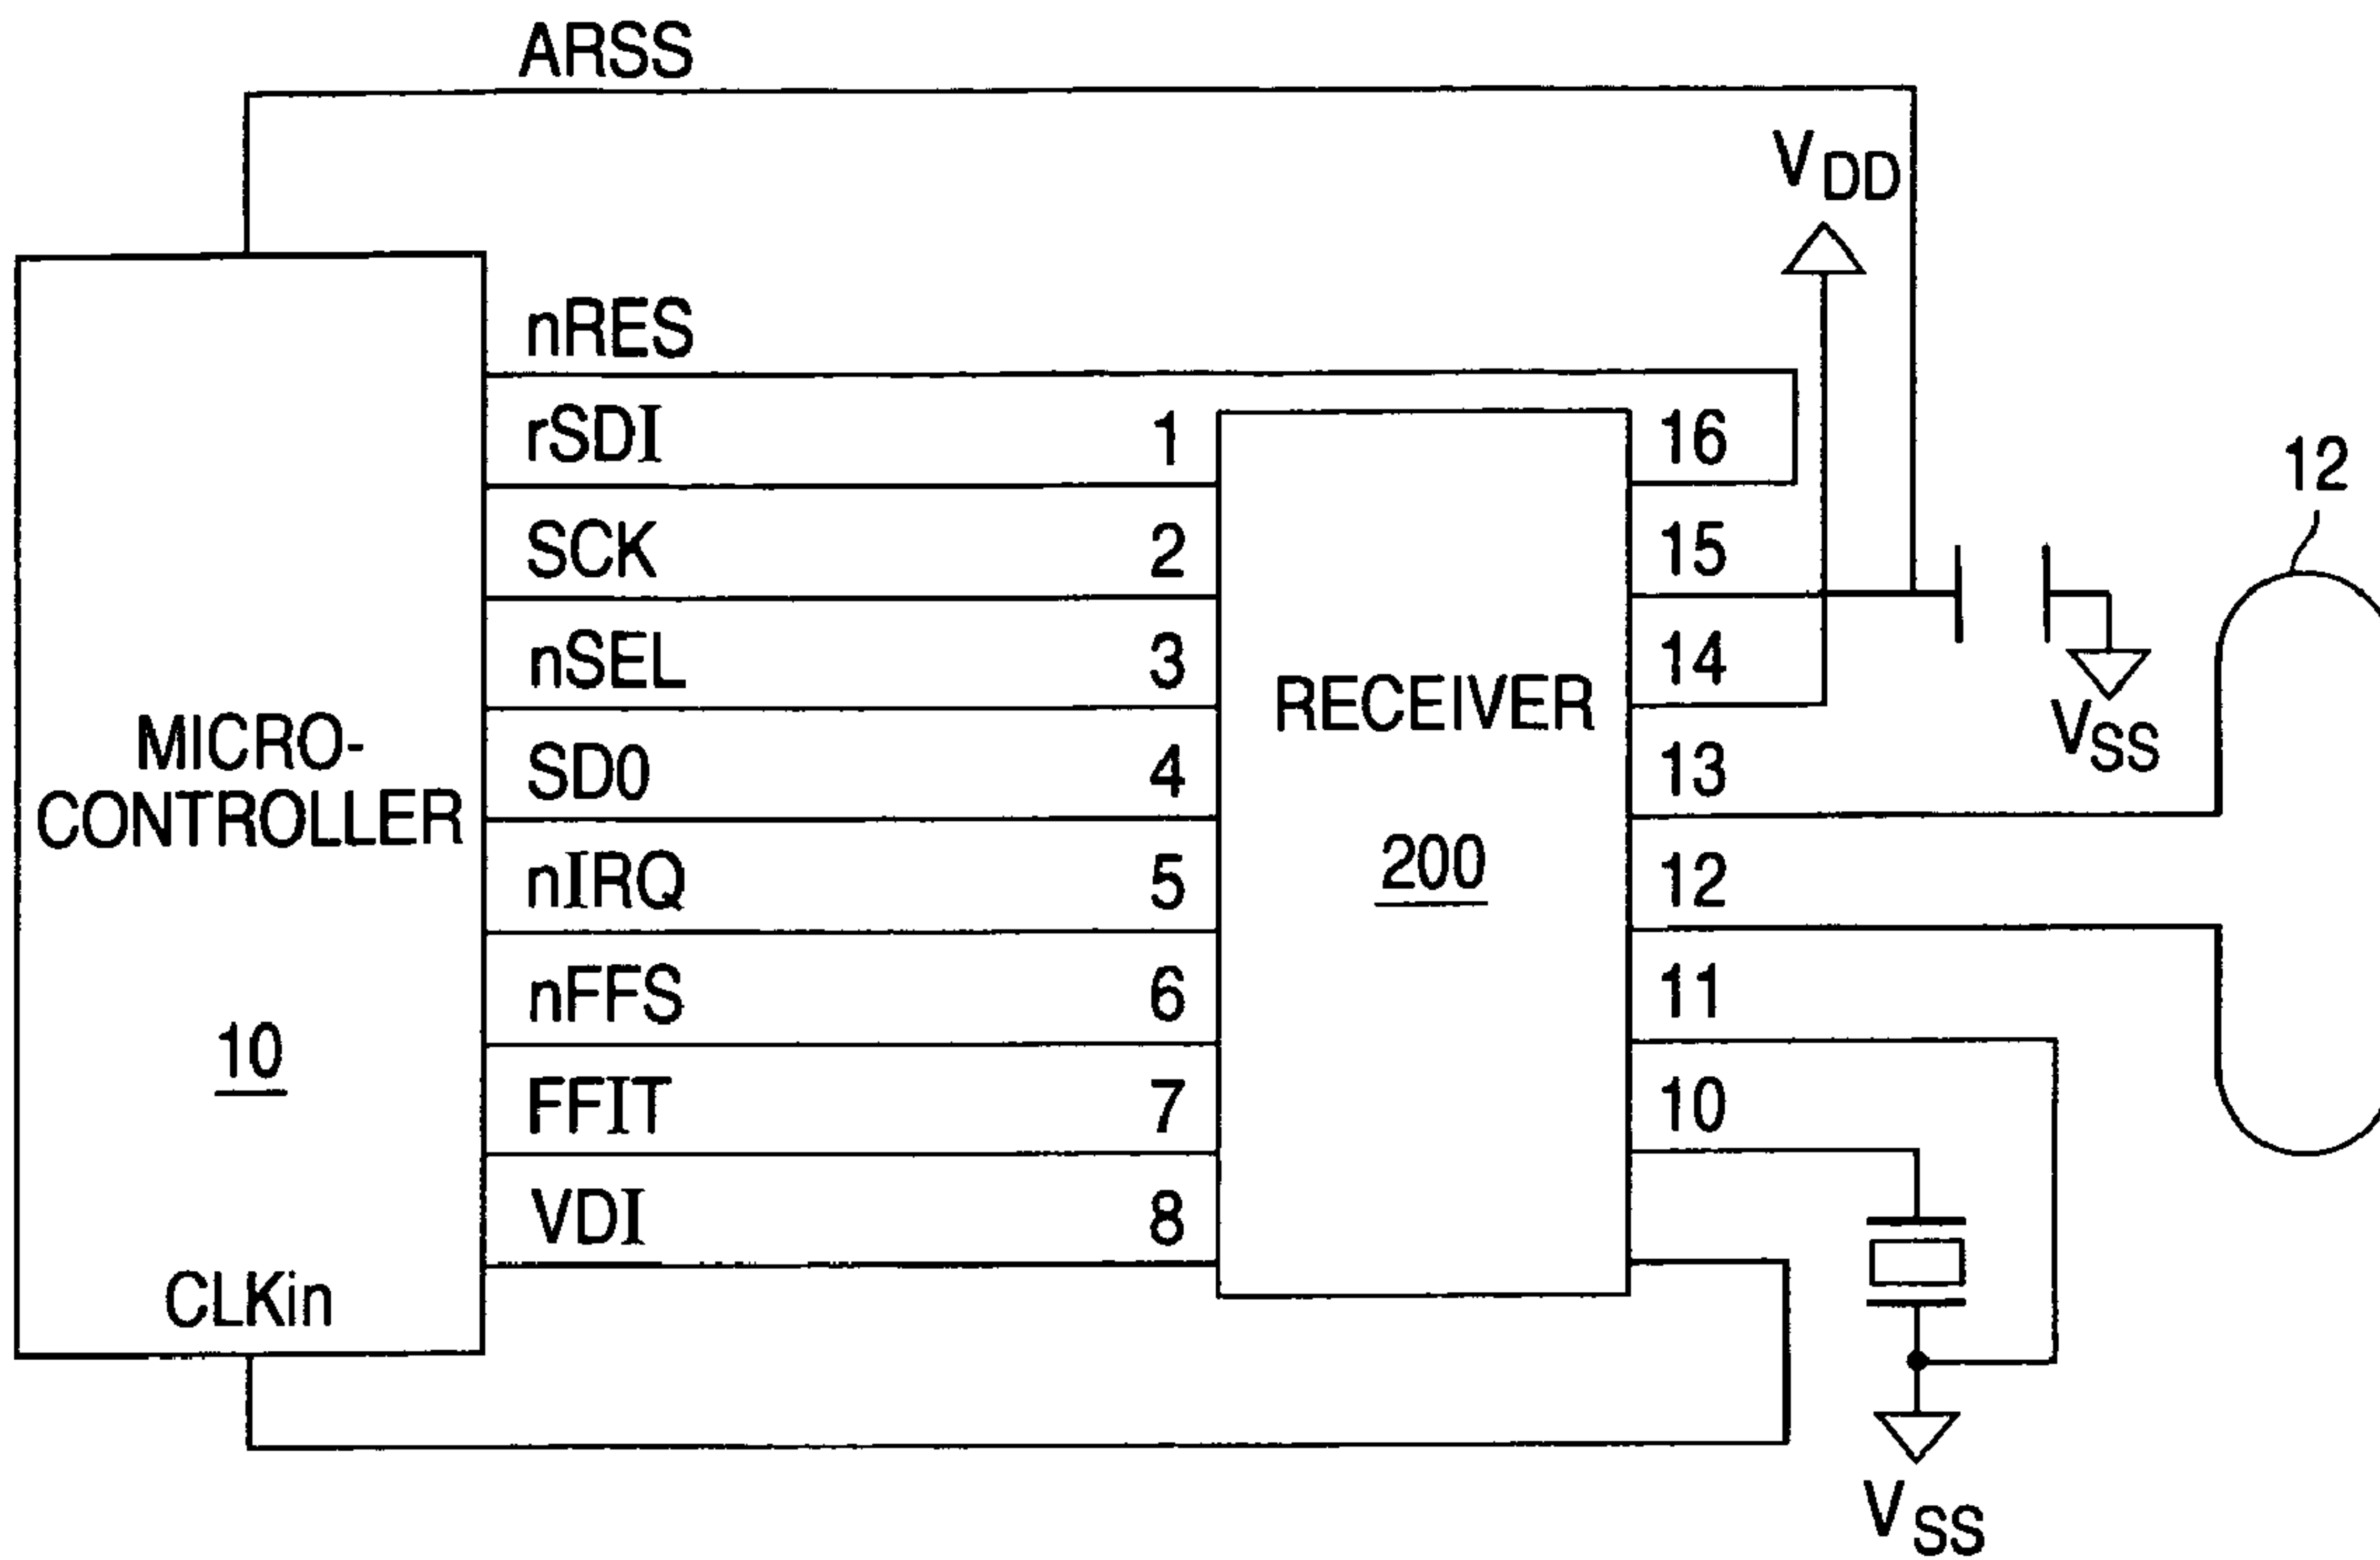 ARSS
VDD
nRES
rSDI 1 16
SCK 2 15
nSEL 3 14
SD0 4 13
nIRQ 5 12
nFFS 6 11
FFIT 7 10
VDI 8
MICRO-
CONTROLLER
10
CLKin
RECEIVER
200
12
VSS
VSS